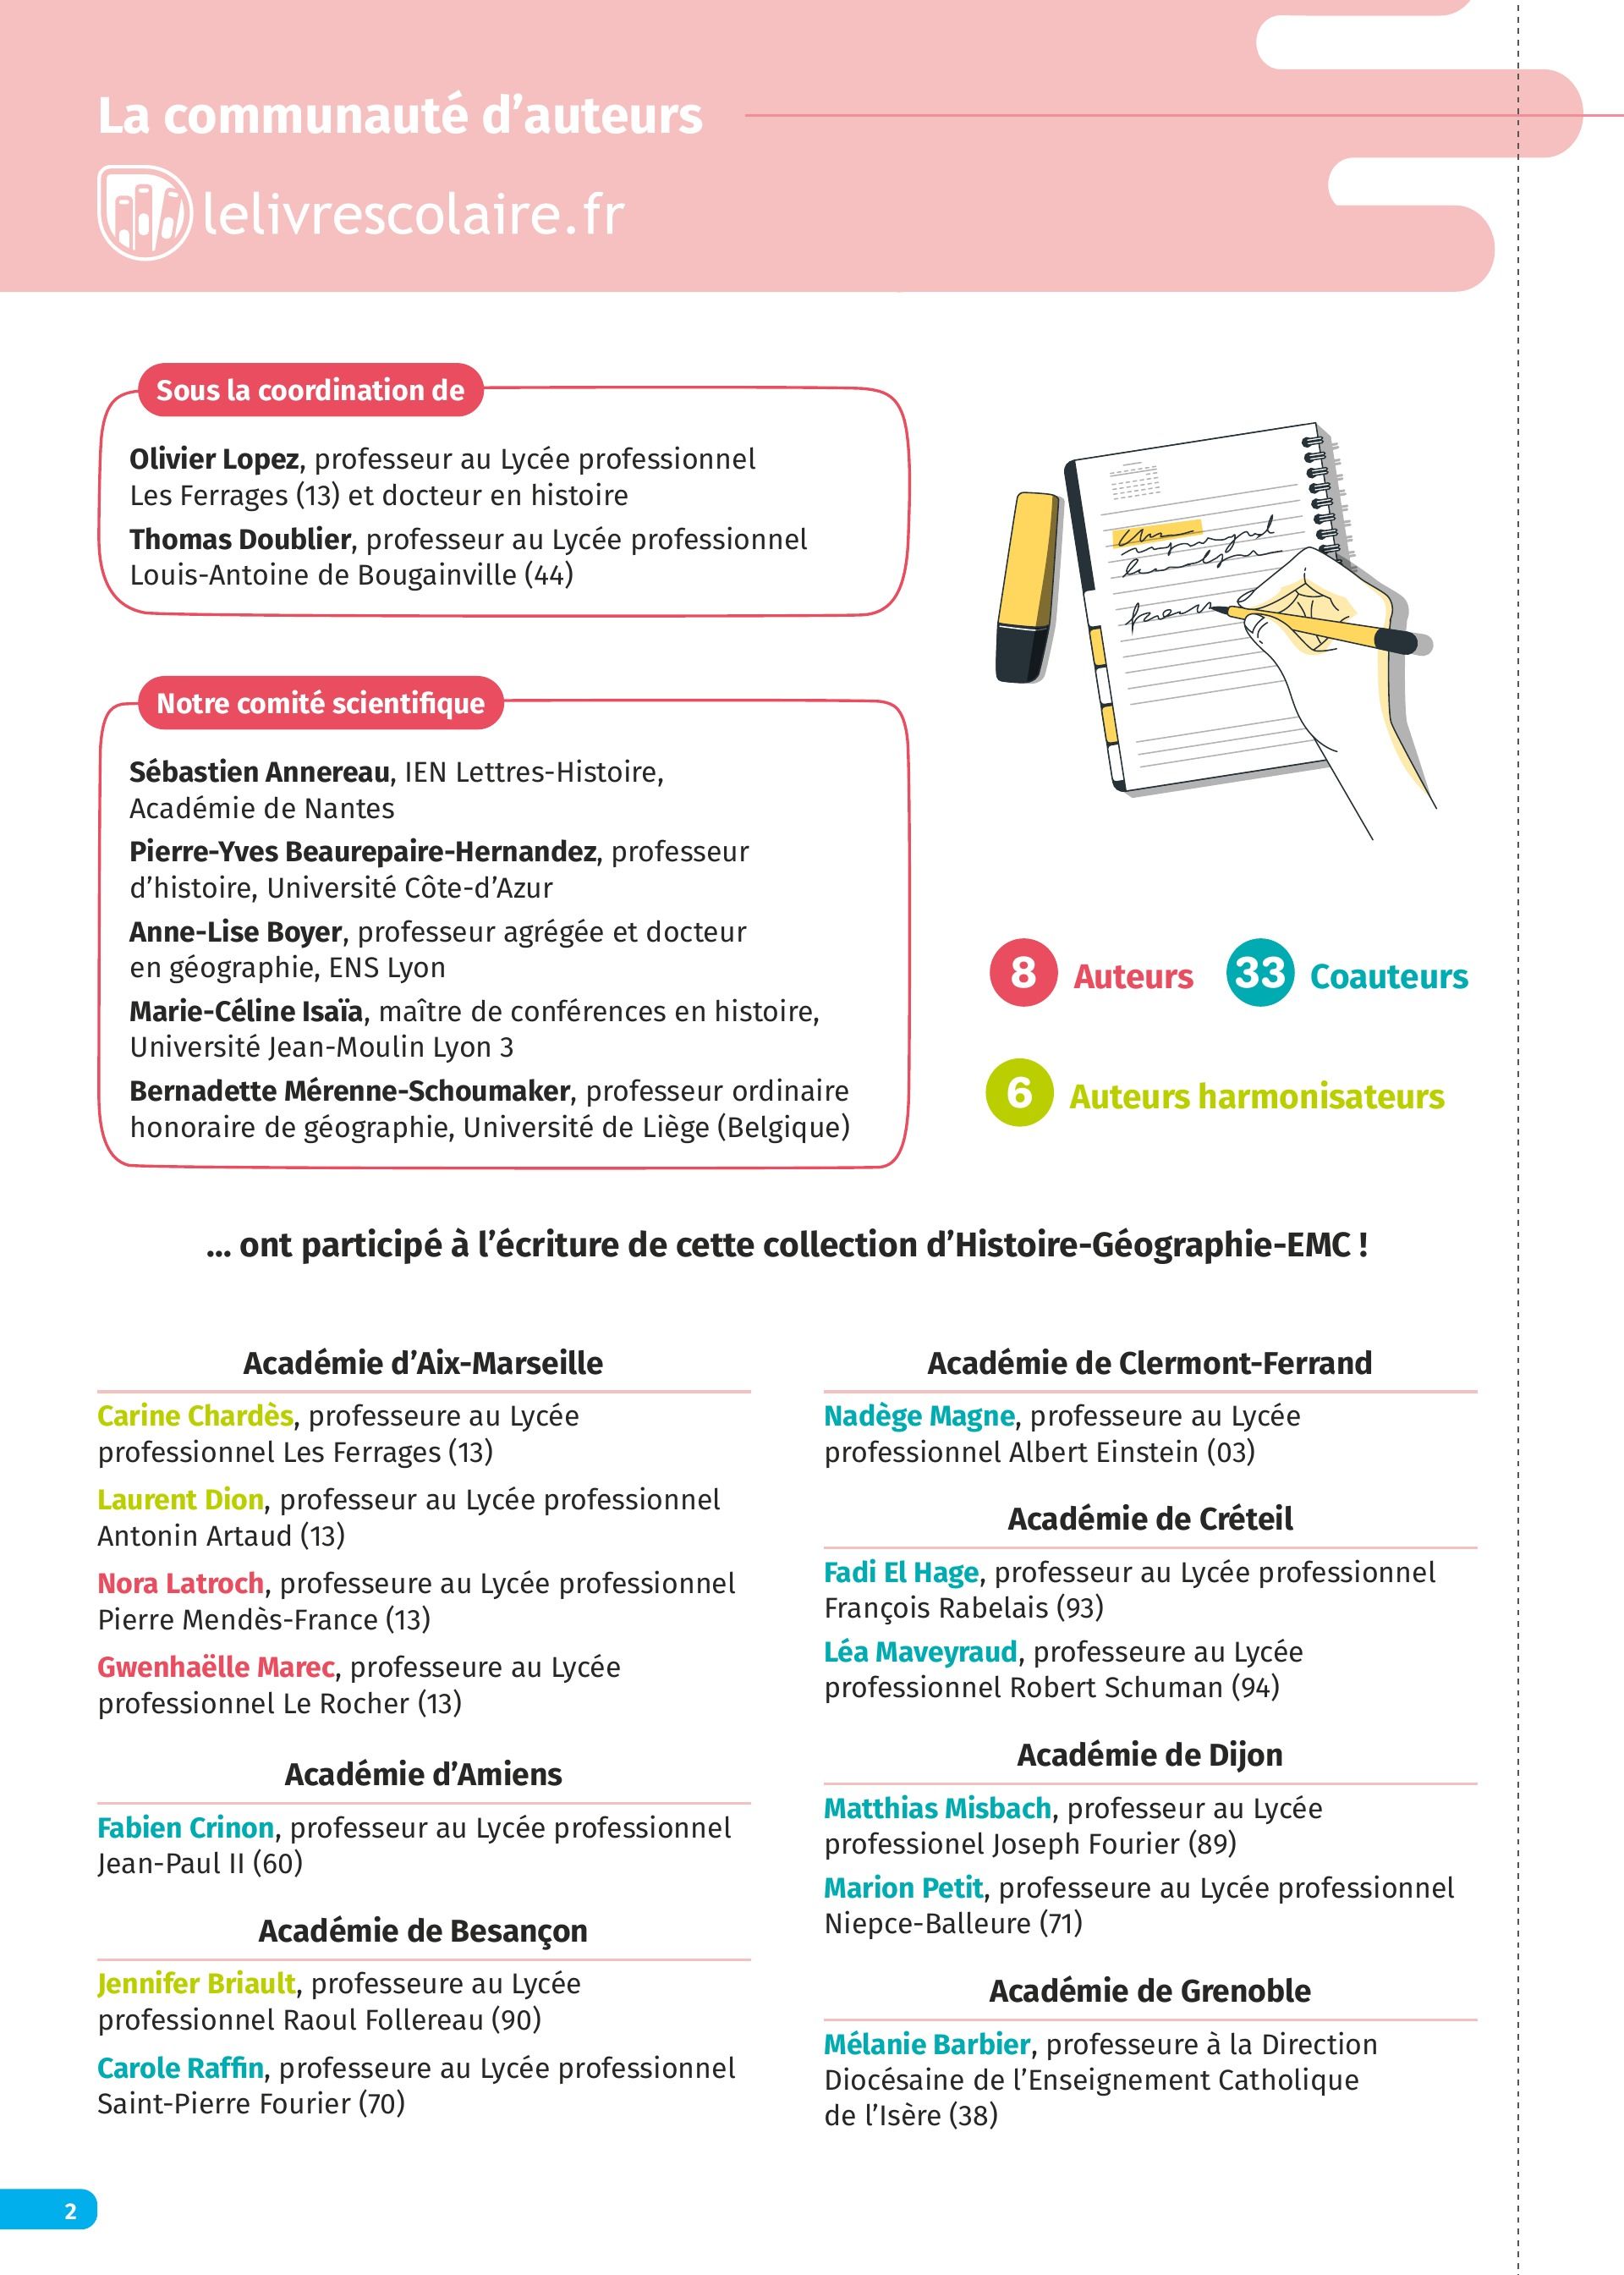 La communauté d’auteurs
lelivrescolaire.fr
Sous la coordination de
Olivier Lopez, professeur au Lycée professionnel
Les Ferrages (13) et docteur en histoire
Thomas Doublier, professeur au Lycée professionnel
Louis-Antoine de Bougainville (44)
Notre comité scientifique
Sébastien Annereau, IEN Lettres-Histoire,
Académie de Nantes
Pierre-Yves Beaurepaire-Hernandez, professeur
d’histoire, Université Côte-d’Azur
Anne-Lise Boyer, professeur agrégée et docteur
en géographie, ENS Lyon
Marie-Céline Isaïa, maître de conférences en histoire,
Université Jean-Moulin Lyon 3
Bernadette Mérenne-Schoumaker, professeur ordinaire
honoraire de géographie, Université de Liège (Belgique)
8 Auteurs 33 Coauteurs
6 Auteurs harmonisateurs
... ont participé à l’écriture de cette collection d’Histoire-Géographie-EMC !
Académie d’Aix-Marseille
Carine Chardès, professeure au Lycée
professionnel Les Ferrages (13)
Laurent Dion, professeur au Lycée professionnel
Antonin Artaud (13)
Nora Latroch, professeure au Lycée professionnel
Pierre Mendès-France (13)
Gwenhaëlle Marec, professeure au Lycée
professionnel Le Rocher (13)
Académie d’Amiens
Fabien Crinon, professeur au Lycée professionnel
Jean-Paul II (60)
Académie de Besançon
Jennifer Briault, professeure au Lycée
professionnel Raoul Follereau (90)
Carole Raffin, professeure au Lycée professionnel
Saint-Pierre Fourier (70)
Académie de Clermont-Ferrand
Nadège Magne, professeure au Lycée
professionnel Albert Einstein (03)
Académie de Créteil
Fadi El Hage, professeur au Lycée professionnel
François Rabelais (93)
Léa Maveyraud, professeure au Lycée
professionnel Robert Schuman (94)
Académie de Dijon
Matthias Misbach, professeur au Lycée
professionel Joseph Fourier (89)
Marion Petit, professeure au Lycée professionnel
Niepce-Balleure (71)
Académie de Grenoble
Mélanie Barbier, professeure à la Direction
Diocésaine de l’Enseignement Catholique
de l’Isère (38)
2